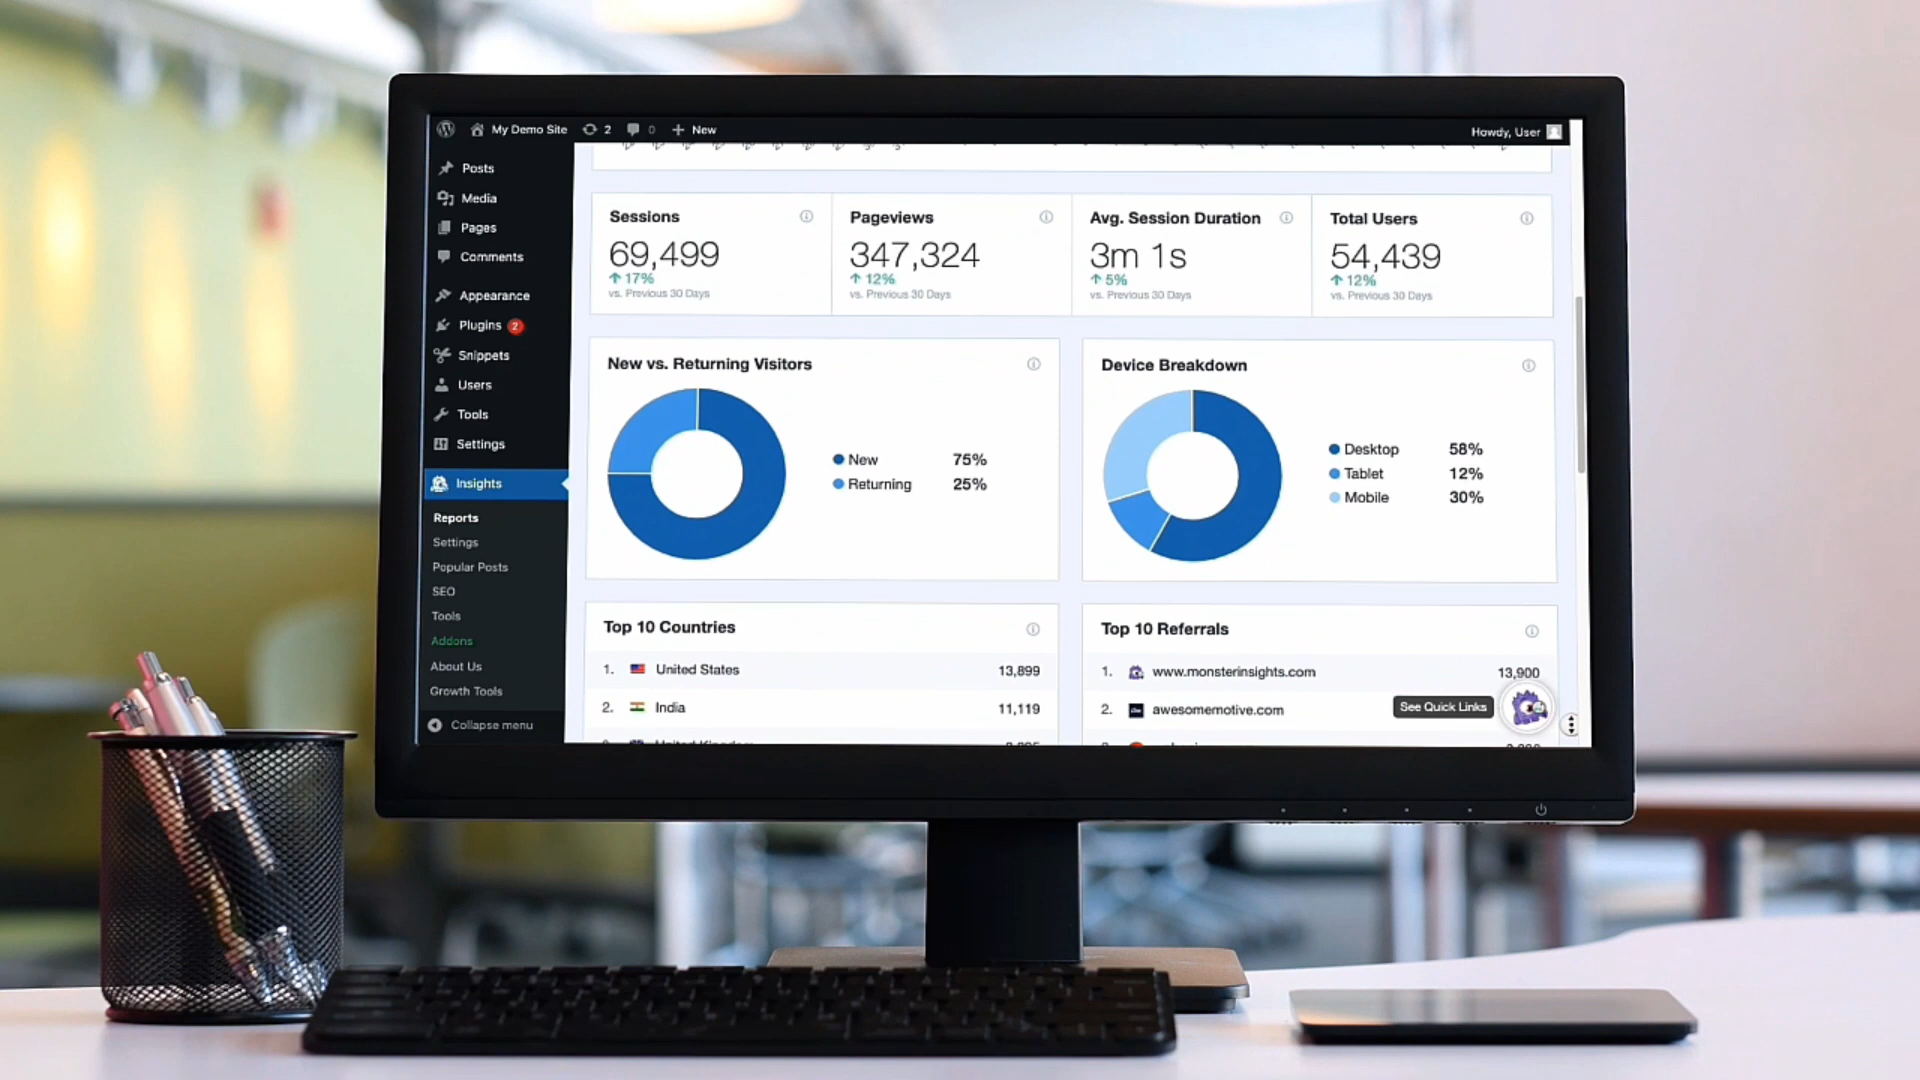 My Demo Site 2 0 New
Howdy, User
Posts
Media
Pages
Comments
Appearance
Plugins 2
Snippets
Users
Tools
Settings
Insights
Reports
Settings
Popular Posts
SEO
Tools
Addons
About Us
Growth Tools
Collapse menu
Sessions
69,499
17%
vs. Previous 30 Days
Pageviews
347,324
12%
vs. Previous 30 Days
Avg. Session Duration
3m 1s
5%
vs. Previous 30 Days
Total Users
54,439
12%
vs. Previous 30 Days
New vs. Returning Visitors
New 75%
Returning 25%
Device Breakdown
Desktop 58%
Tablet 12%
Mobile 30%
Top 10 Countries
1. United States 13,899
2. India 11,119
Top 10 Referrals
1. www.monsterinsights.com 13,900
2. awesomemotive.com
See Quick Links